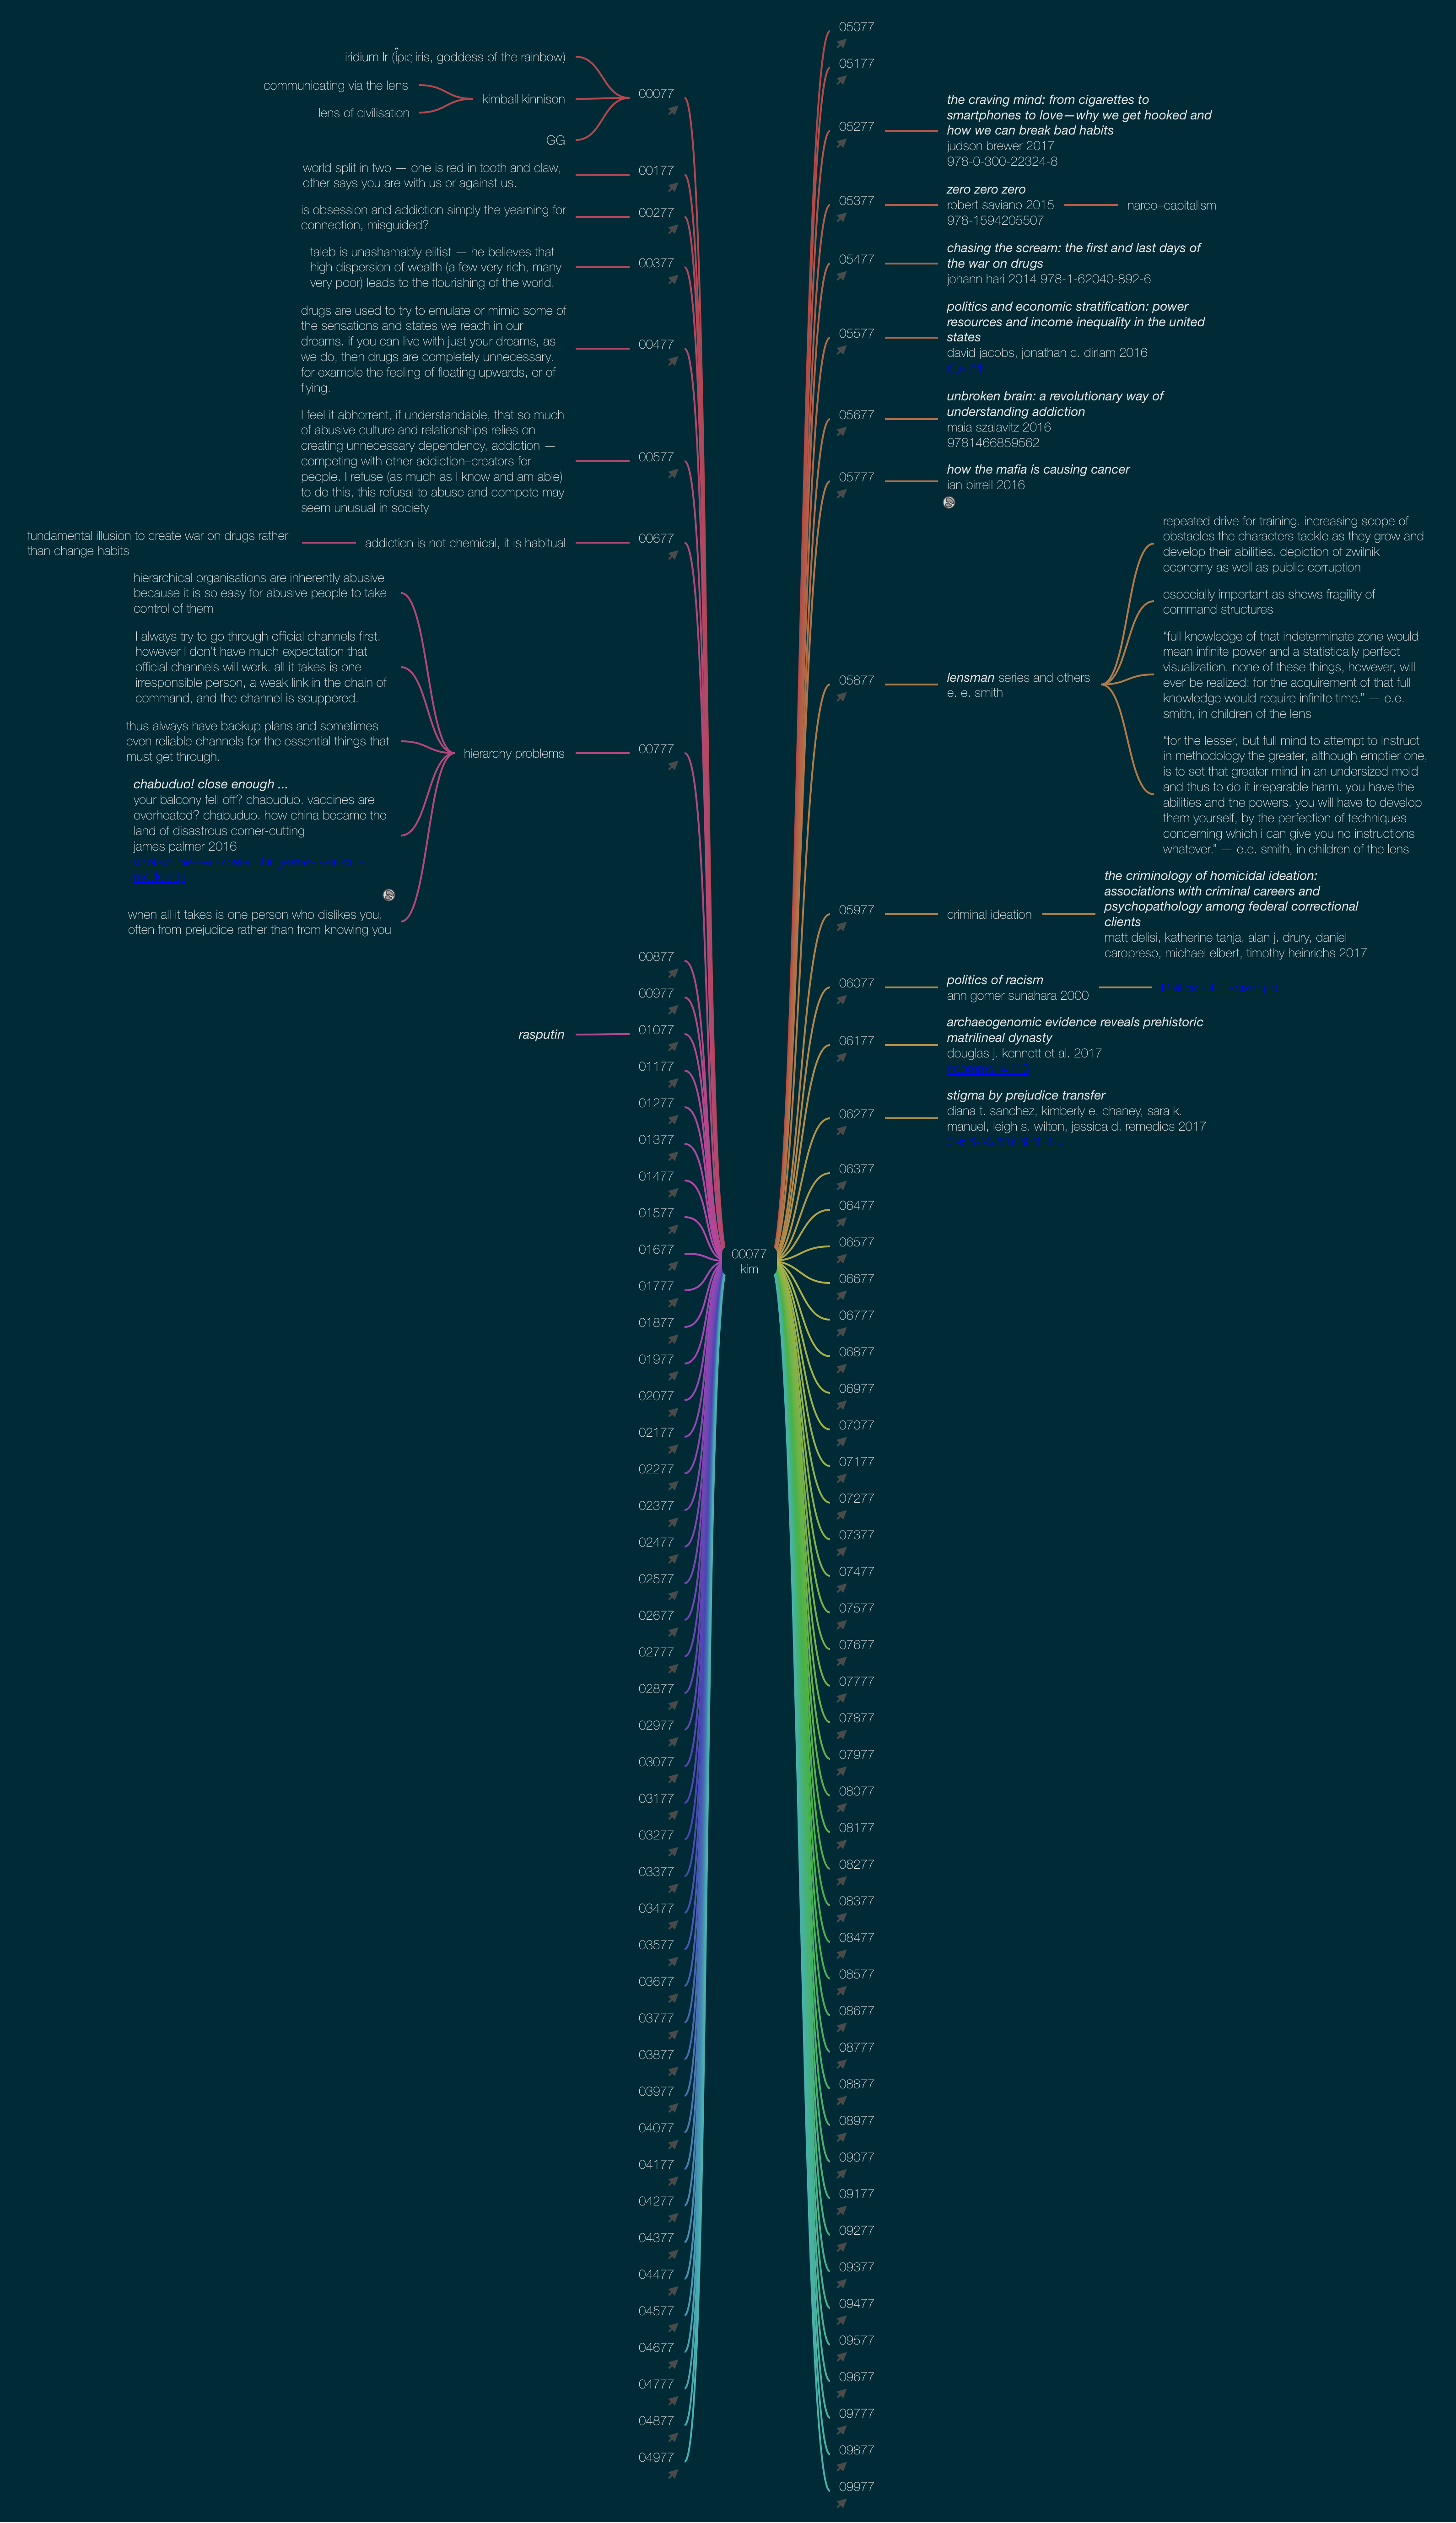 iridium Ir (ἶρις iris, goddess of the rainbow)
communicating via the lens
lens of civilisation
kimball kinnison
GG
00077
world split in two — one is red in tooth and claw,
other says you are with us or against us.
00177
is obsession and addiction simply the yearning for
connection, misguided?
00277
taleb is unashamably elitist — he believes that
high dispersion of wealth (a few very rich, many
very poor) leads to the flourishing of the world.
00377
drugs are used to try to emulate or mimic some of
the sensations and states we reach in our
dreams. if you can live with just your dreams, as
we do, then drugs are completely unnecessary.
for example the feeling of floating upwards, or of
flying.
00477
I feel it abhorrent, if understandable, that so much
of abusive culture and relationships relies on
creating unnecessary dependency, addiction —
competing with other addiction–creators for
people. I refuse (as much as I know and am able)
to do this, this refusal to abuse and compete may
seem unusual in society
00577
fundamental illusion to create war on drugs rather
than change habits
addiction is not chemical, it is habitual
00677
hierarchical organisations are inherently abusive
because it is so easy for abusive people to take
control of them
I always try to go through official channels first.
however I don't have much expectation that
official channels will work. all it takes is one
irresponsible person, a weak link in the chain of
command, and the channel is scuppered.
thus always have backup plans and sometimes
even reliable channels for the essential things that
must get through.
chabuduo! close enough ...
your balcony fell off? chabuduo. vaccines are
overheated? chabuduo. how china became the
land of disastrous corner-cutting
james palmer 2016
when all it takes is one person who dislikes you,
often from prejudice rather than from knowing you
hierarchy problems
00777
00877
00977
rasputin
01077
01177
01277
01377
01477
01577
01677
01777
01877
01977
02077
02177
02277
02377
02477
02577
02677
02777
02877
02977
03077
03177
03277
03377
03477
03577
03677
03777
03877
03977
04077
04177
04277
04377
04477
04577
04677
04777
04877
04977
00077
kim
05077
05177
05277
the craving mind: from cigarettes to
smartphones to love—why we get hooked and
how we can break bad habits
judson brewer 2017
978-0-300-22324-8
05377
zero zero zero
robert saviano 2015
978-1594205507
narco–capitalism
05477
chasing the scream: the first and last days of
the war on drugs
johann hari 2014 978-1-62040-892-6
05577
politics and economic stratification: power
resources and income inequality in the united
states
david jacobs, jonathan c. dirlam 2016
05677
unbroken brain: a revolutionary way of
understanding addiction
maia szalavitz 2016
9781466859562
05777
how the mafia is causing cancer
ian birrell 2016
05877
lensman series and others
e. e. smith
repeated drive for training. increasing scope of
obstacles the characters tackle as they grow and
develop their abilities. depiction of zwilnik
economy as well as public corruption
especially important as shows fragility of
command structures
"full knowledge of that indeterminate zone would
mean infinite power and a statistically perfect
visualization. none of these things, however, will
ever be realized; for the acquirement of that full
knowledge would require infinite time." — e.e.
smith, in children of the lens
"for the lesser, but full mind to attempt to instruct
in methodology the greater, although emptier one,
is to set that greater mind in an undersized mold
and thus to do it irreparable harm. you have the
abilities and the powers. you will have to develop
them yourself, by the perfection of techniques
concerning which i can give you no instructions
whatever." — e.e. smith, in children of the lens
05977
criminal ideation
the criminology of homicidal ideation:
associations with criminal careers and
psychopathology among federal correctional
clients
matt delisi, katherine tahja, alan j. drury, daniel
caropreso, michael elbert, timothy heinrichs 2017
06077
politics of racism
ann gomer sunahara 2000
06177
archaeogenomic evidence reveals prehistoric
matrilineal dynasty
douglas j. kennett et al. 2017
06277
stigma by prejudice transfer
diana t. sanchez, kimberly e. chaney, sara k.
manuel, leigh s. wilton, jessica d. remedios 2017
06377
06477
06577
06677
06777
06877
06977
07077
07177
07277
07377
07477
07577
07677
07777
07877
07977
08077
08177
08277
08377
08477
08577
08677
08777
08877
08977
09077
09177
09277
09377
09477
09577
09677
09777
09877
09977